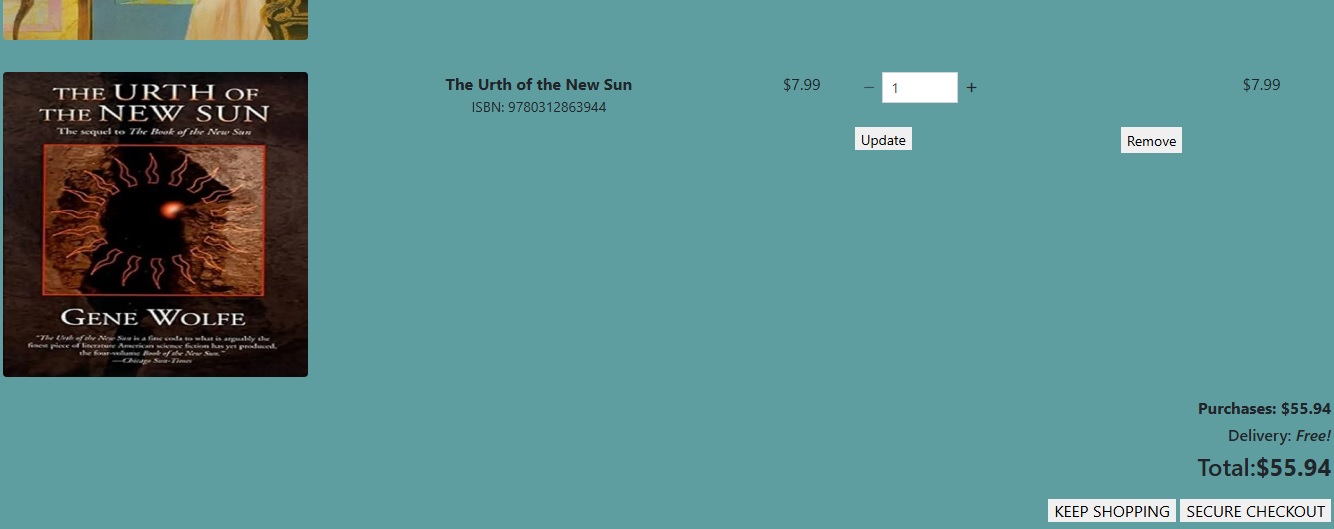 THE URTH OF
THE NEW SUN
The sequel to The Book of the New Sun
GENE WOLFE
"The Urth of the New Sun is a fine coda to what is arguably the
finest piece of literature American science fiction has yet produced,
the four-volume Book of the New Sun."
—Chicago Sun-Times
The Urth of the New Sun
ISBN: 9780312863944
$7.99
− 1 +
Update
Remove
$7.99
Purchases: $55.94
Delivery: Free!
Total:$55.94
KEEP SHOPPING SECURE CHECKOUT